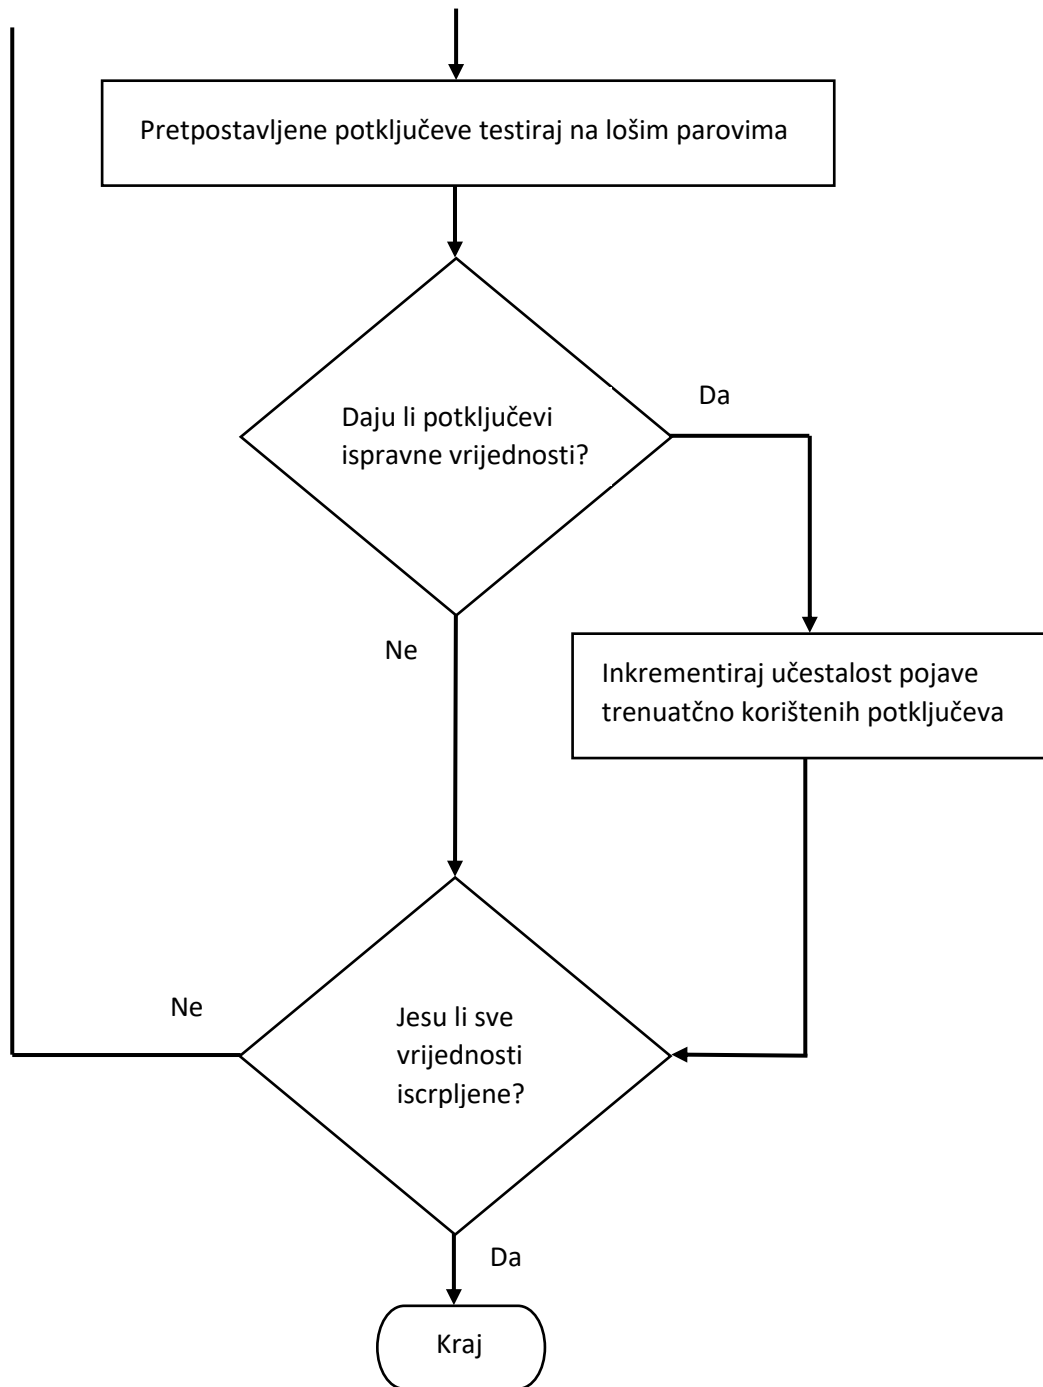 Pretpostavljene potključeve testiraj na lošim parovima
Da
Daju li potključevi
ispravne vrijednosti?
Ne
Inkrementiraj učestalost pojave
trenuatčno korištenih potključeva
Ne
Jesu li sve
vrijednosti
iscrpljene?
Da
Kraj